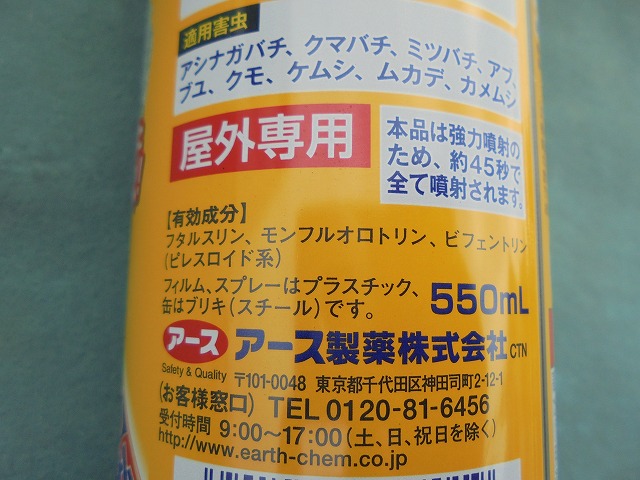 適用害虫
アシナガバチ、クマバチ、ミツバチ、アブ、
ブユ、クモ、ケムシ、ムカデ、カメムシ
屋外専用
本品は強力噴射の
ため、約45秒で
全て噴射されます。
【有効成分】
フタルスリン、モンフルオロトリン、ビフェントリン
(ピレスロイド系)
フィルム、スプレーはプラスチック、
缶はブリキ(スチール)です。
550mL
アース アース製薬株式会社 CTN
Safety & Quality 〒101-0048 東京都千代田区神田司町2-12-1
(お客様窓口) TEL 0120-81-6456
受付時間 9:00〜17:00(土、日、祝日を除く)
http://www.earth-chem.co.jp